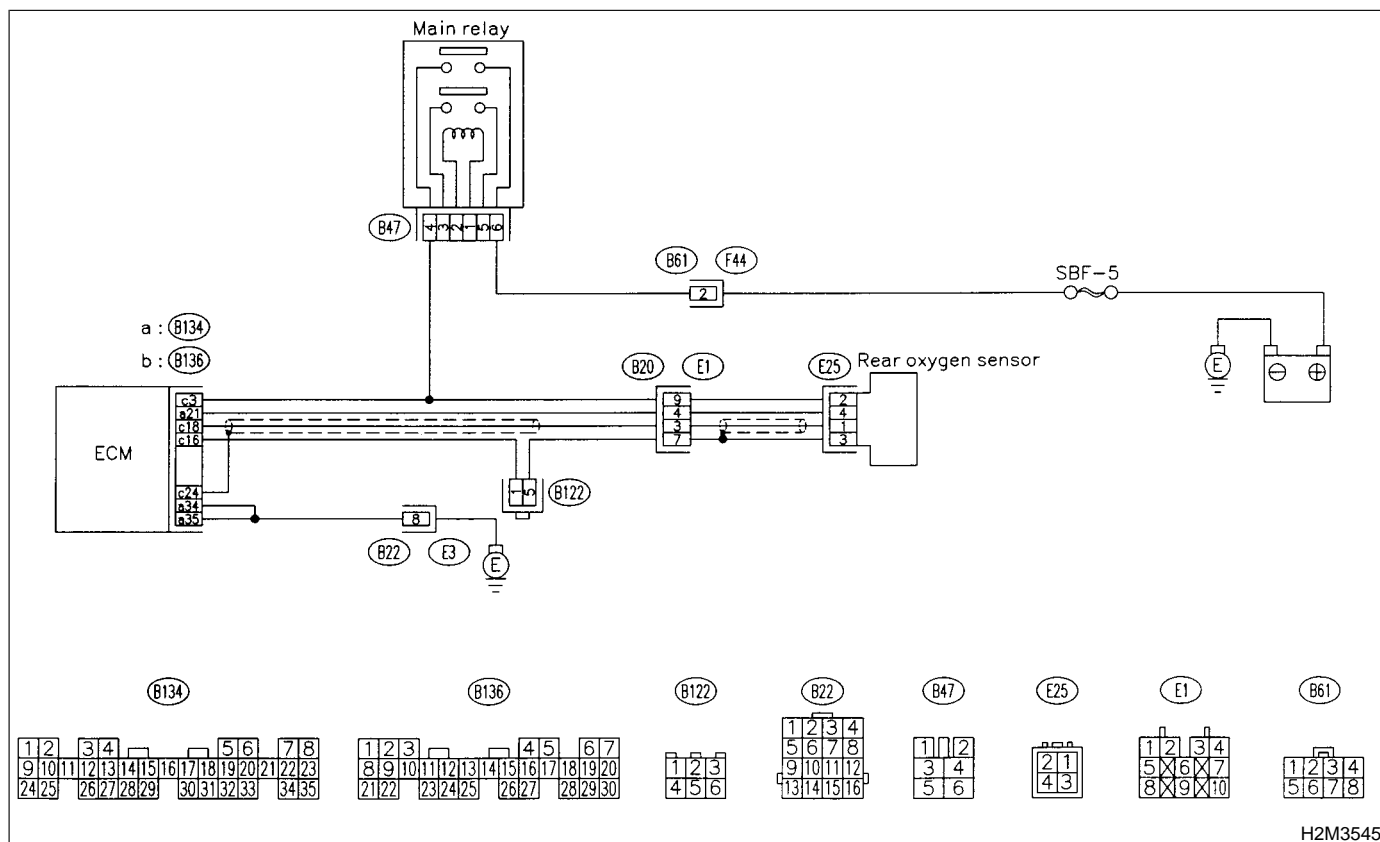 Main relay
B47
4 3 2 1 5 6
B61 F44
2
SBF-5
a : B134
b : B136
E
B20 E1 E25 Rear oxygen sensor
ECM
c3 9 2
a21 4 4
c18 3 1
c16 7 3
1 5 B122
c24
a34
a35
8
B22 E3
E
B134
1 2 3 4 5 6 7 8
9 10 11 12 13 14 15 16 17 18 19 20 21 22 23
24 25 26 27 28 29 30 31 32 33 34 35
B136
1 2 3 4 5 6 7
8 9 10 11 12 13 14 15 16 17 18 19 20
21 22 23 24 25 26 27 28 29 30
B122
1 2 3
4 5 6
B22
1 2 3 4
5 6 7 8
9 10 11 12
13 14 15 16
B47
1 2
3 4
5 6
E25
2 1
4 3
E1
1 2 3 4
5 6 7
8 9 10
B61
1 2 3 4
5 6 7 8
H2M3545